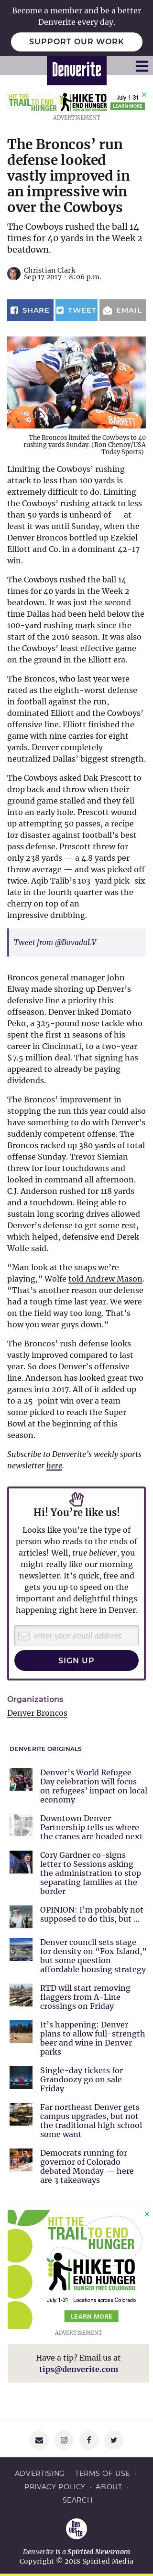 Become a member and be a better
Denverite every day.
SUPPORT OUR WORK
DENVERITE
HIT THE TRAIL TO END HUNGER
HIKE TO END HUNGER
July 1-31
LEARN MORE
ADVERTISEMENT
The Broncos’ run
defense looked
vastly improved in
an impressive win
over the Cowboys
The Cowboys rushed the ball 14
times for 40 yards in the Week 2
beatdown.
Christian Clark
Sep 17 2017 - 8:06 p.m.
SHARE
TWEET
EMAIL
The Broncos limited the Cowboys to 40
rushing yards Sunday. (Ron Chenoy/USA
Today Sports)
Limiting the Cowboys’ rushing
attack to less than 100 yards is
extremely difficult to do. Limiting
the Cowboys’ rushing attack to less
than 50 yards is unheard of — at
least it was until Sunday, when the
Denver Broncos bottled up Ezekiel
Elliott and Co. in a dominant 42-17
win.
The Cowboys rushed the ball 14
times for 40 yards in the Week 2
beatdown. It was just the second
time Dallas failed to eclipse the
100-yard rushing mark since the
start of the 2016 season. It was also
the Cowboys’ least effective game
on the ground in the Elliott era.
The Broncos, who last year were
rated as the eighth-worst defense
in football against the run,
dominated Elliott and the Cowboys’
offensive line. Elliott finished the
game with nine carries for eight
yards. Denver completely
neutralized Dallas’ biggest strength.
The Cowboys asked Dak Prescott to
drop back and throw when their
ground game stalled and they fell
into an early hole. Prescott wound
up attempting 50 passes, a recipe
for disaster against football’s best
pass defense. Prescott threw for
only 238 yards — a 4.8 yards per
throw average — and was picked off
twice. Aqib Talib’s 103-yard pick-six
late in the fourth quarter was the
cherry on top of an
impressive drubbing.
Tweet from @BovadaLV
Broncos general manager John
Elway made shoring up Denver’s
defensive line a priority this
offseason. Denver inked Donato
Peko, a 325-pound nose tackle who
spent the first 11 seasons of his
career in Cincinnati, to a two-year
$7.5 million deal. That signing has
appeared to already be paying
dividends.
The Broncos’ improvement in
stopping the run this year could also
have something to do with Denver’s
suddenly competent offense. The
Broncos racked up 380 yards of total
offense Sunday. Trevor Siemian
threw for four touchdowns and
looked in command all afternoon.
C.J. Anderson rushed for 118 yards
and a touchdown. Being able to
sustain long scoring drives allowed
Denver’s defense to get some rest,
which helped, defensive end Derek
Wolfe said.
“Man look at the snaps we’re
playing,” Wolfe told Andrew Mason.
“That’s another reason our defense
had a tough time last year. We were
on the field way too long. That’s
how you wear guys down.”
The Broncos’ rush defense looks
vastly improved compared to last
year. So does Denver’s offensive
line. Anderson has looked great two
games into 2017. All of it added up
to a 25-point win over a team
some picked to reach the Super
Bowl at the beginning of this
season.
Subscribe to Denverite’s weekly sports
newsletter here.
Hi! You’re like us!
Looks like you’re the type of
person who reads to the ends of
articles! Well, true believer, you
might really like our morning
newsletter. It’s quick, free and
gets you up to date on the
important and delightful things
happening right here in Denver.
enter your email address
SIGN UP
Organizations
Denver Broncos
DENVERITE ORIGINALS
Denver’s World Refugee
Day celebration will focus
on refugees’ impact on local
economy
Downtown Denver
Partnership tells us where
the cranes are headed next
Cory Gardner co-signs
letter to Sessions asking
the administration to stop
separating families at the
border
OPINION: I’m probably not
supposed to do this, but ...
Denver council sets stage
for density on “Fox Island,”
but some question
affordable housing strategy
RTD will start removing
flaggers from A-Line
crossings on Friday
It’s happening: Denver
plans to allow full-strength
beer and wine in Denver
parks
Single-day tickets for
Grandoozy go on sale
Friday
Far northeast Denver gets
campus upgrades, but not
the traditional high school
some want
Democrats running for
governor of Colorado
debated Monday — here
are 3 takeaways
HIT THE
TRAIL TO END
HUNGER
HIKE TO
END HUNGER
HUNGER FREE COLORADO
July 1-31 | Locations across Colorado
LEARN MORE
ADVERTISEMENT
Have a tip? Email us at
tips@denverite.com
ADVERTISING · TERMS OF USE ·
PRIVACY POLICY · ABOUT ·
SEARCH
Denverite is a Spirited Newsroom
Copyright © 2018 Spirited Media